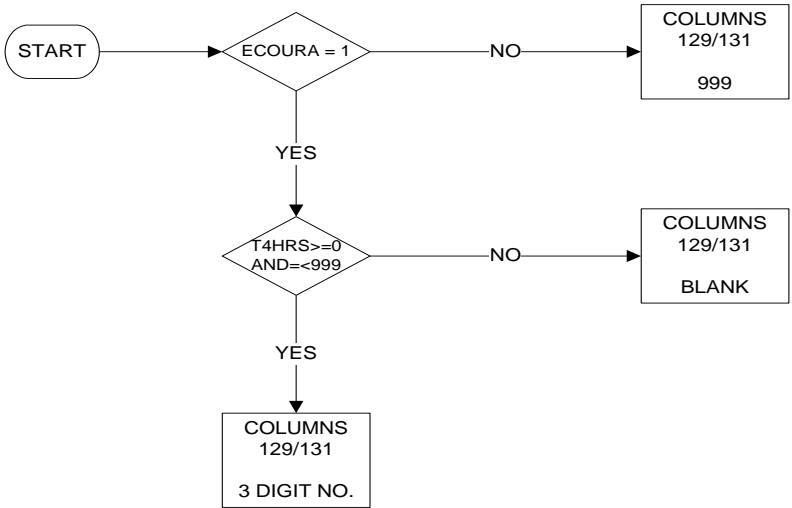 START
ECOURA = 1
NO
COLUMNS
129/131
999
YES
T4HRS>=0
AND=<999
NO
COLUMNS
129/131
BLANK
YES
COLUMNS
129/131
3 DIGIT NO.